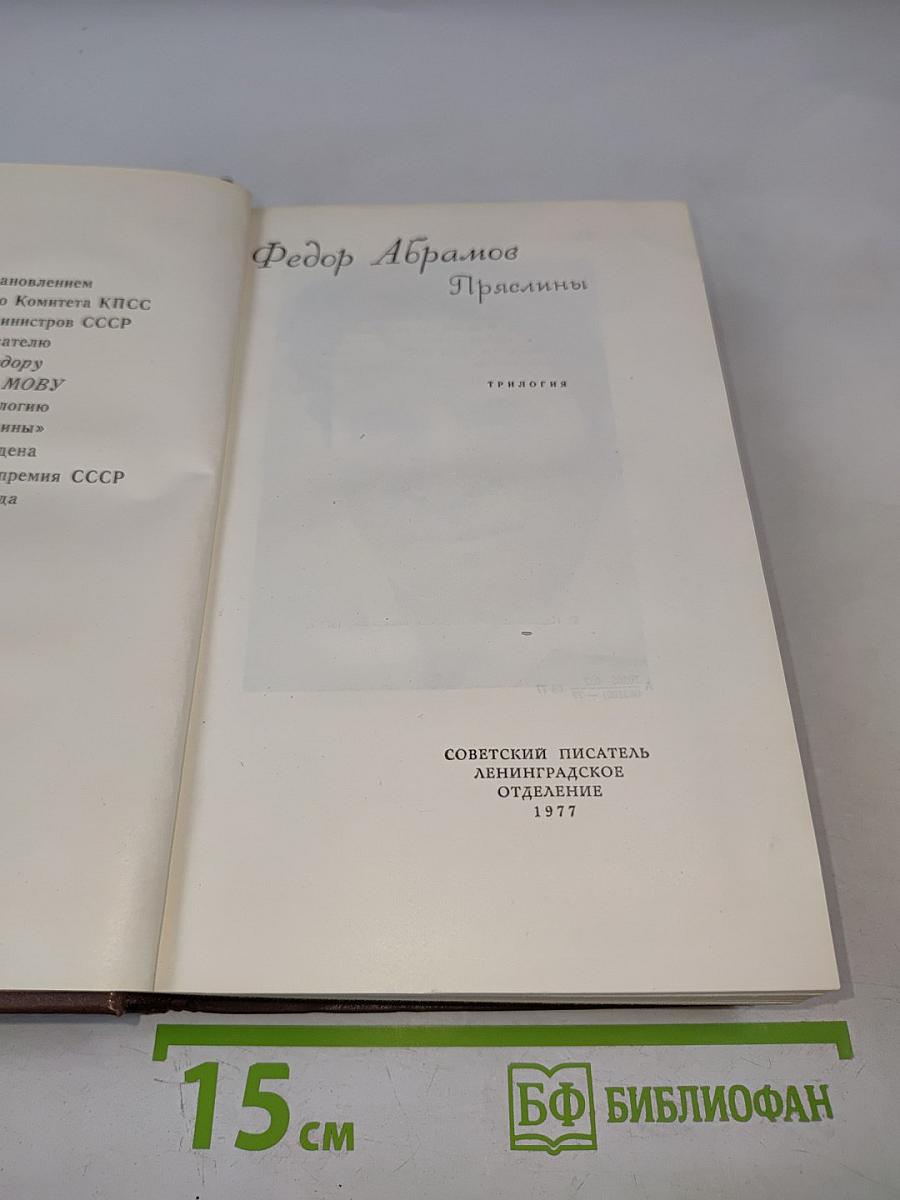 ановлением
о Комитета КПСС
инистров СССР
ателю
дору
МОВУ
логию
ины»
дена
премия СССР
да
Федор Абрамов
Пряслины
ТРИЛОГИЯ
СОВЕТСКИЙ ПИСАТЕЛЬ
ЛЕНИНГРАДСКОЕ
ОТДЕЛЕНИЕ
1977
15 см
БФ БИБЛИОФАН